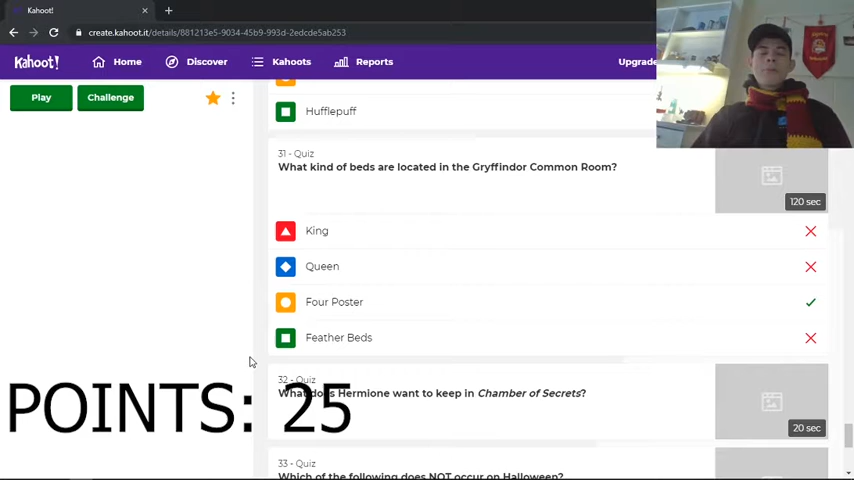 Kahoot!
create.kahoot.it/details/881213e5-9034-45b9-993d-2edcde5ab253
Kahoot!
Home
Discover
Kahoots
Reports
Upgrade
Play
Challenge
Hufflepuff
31 - Quiz
What kind of beds are located in the Gryffindor Common Room?
120 sec
King
Queen
Four Poster
Feather Beds
32 - Quiz
What does Hermione want to keep in Chamber of Secrets?
20 sec
POINTS: 25
33 - Quiz
Which of the following does NOT occur on Halloween?